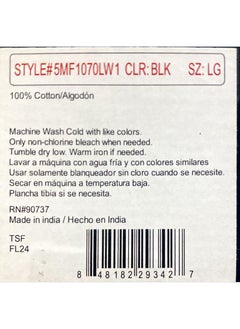 STYLE#5MF1070LW1 CLR: BLK SZ: LG
100% Cotton/Algodón
Machine Wash Cold with like colors.
Only non-chlorine bleach when needed.
Tumble dry low. Warm iron if needed.
Lavar a máquina con agua fría y con colores similares
Usar solamente blanqueador sin cloro cuando se necesite.
Secar en máquina a temperatura baja.
Plancha tibia si se necesite.
RN#90737
Made in india / Hecho en India
TSF
FL24
8 48182 29342 7